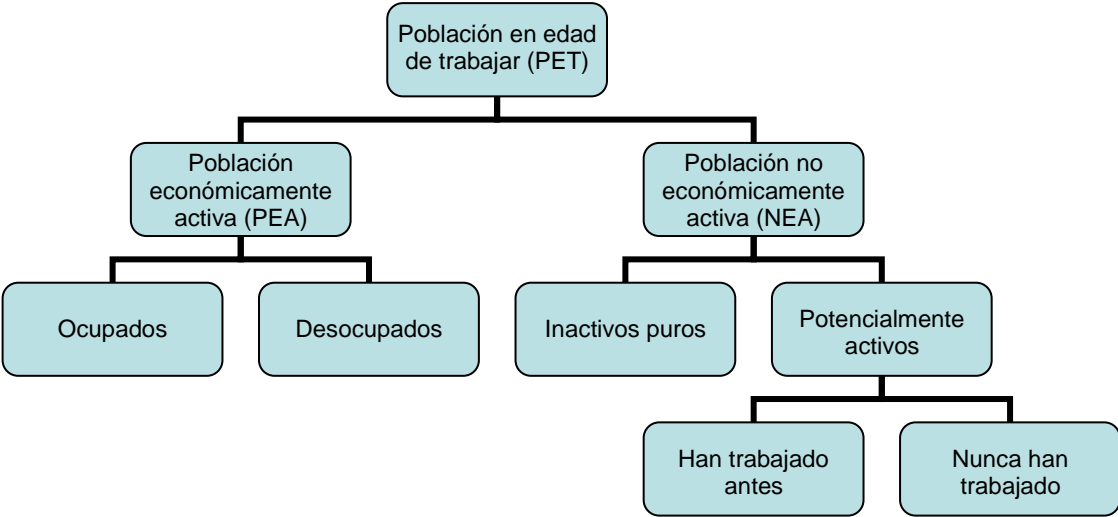 Población en edad
de trabajar (PET)
Población
económicamente
activa (PEA)
Población no
económicamente
activa (NEA)
Ocupados
Desocupados
Inactivos puros
Potencialmente
activos
Han trabajado
antes
Nunca han
trabajado